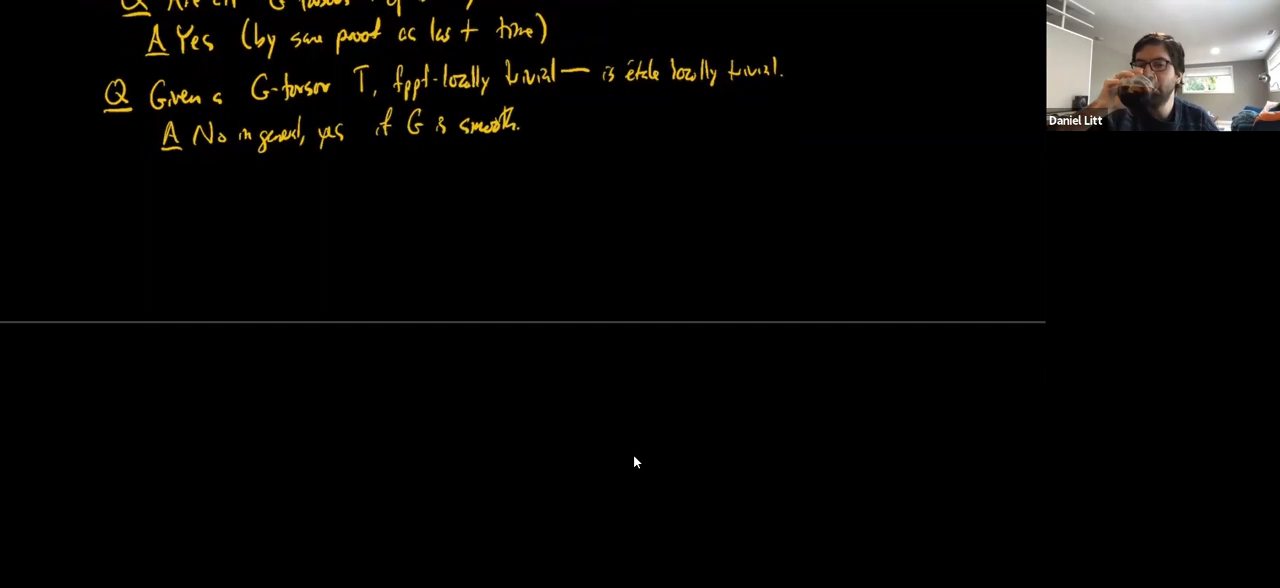 A Yes (by same proof as last time)
Q Given a G-torsor T, fppf-locally trivial — is étale locally trivial.
A No in general, yes if G is smooth.
Daniel Litt